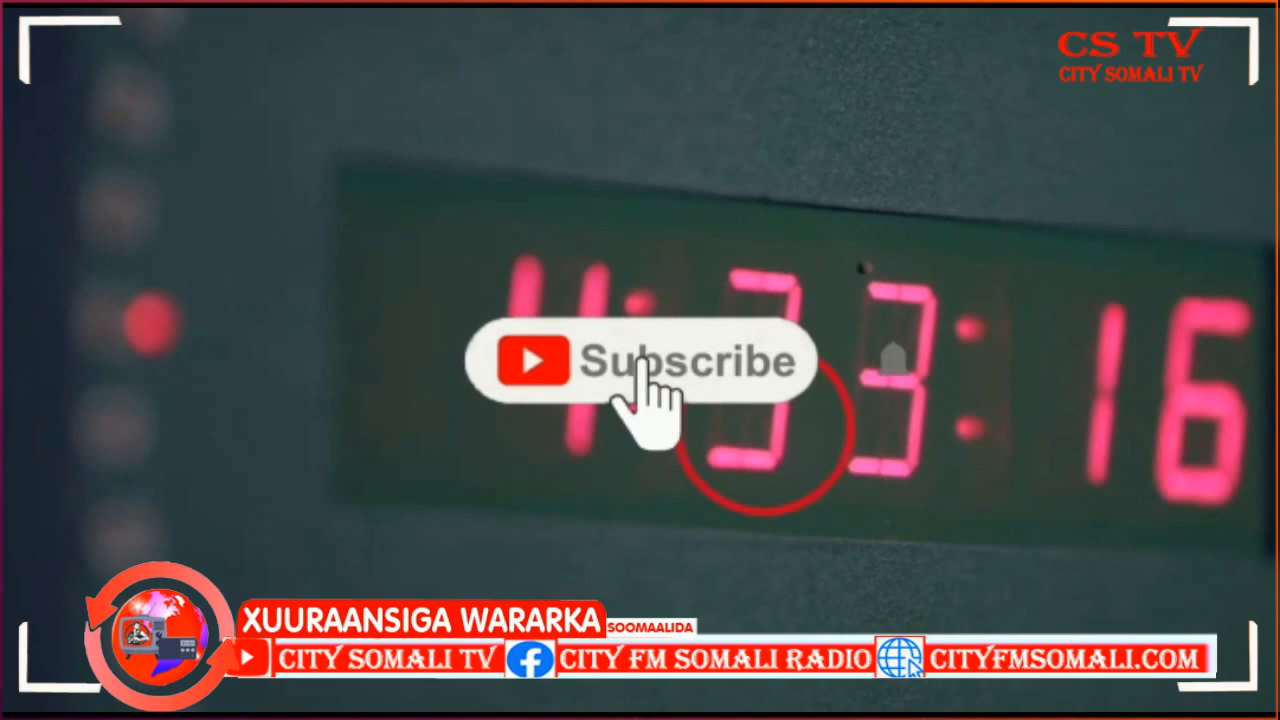 CS TV
CITY SOMALI TV
4:33:16
Subscribe
XUURAANSIGA WARARKA SOOMAALIDA
CITY SOMALI TV CITY FM SOMALI RADIO CITYFMSOMALI.COM